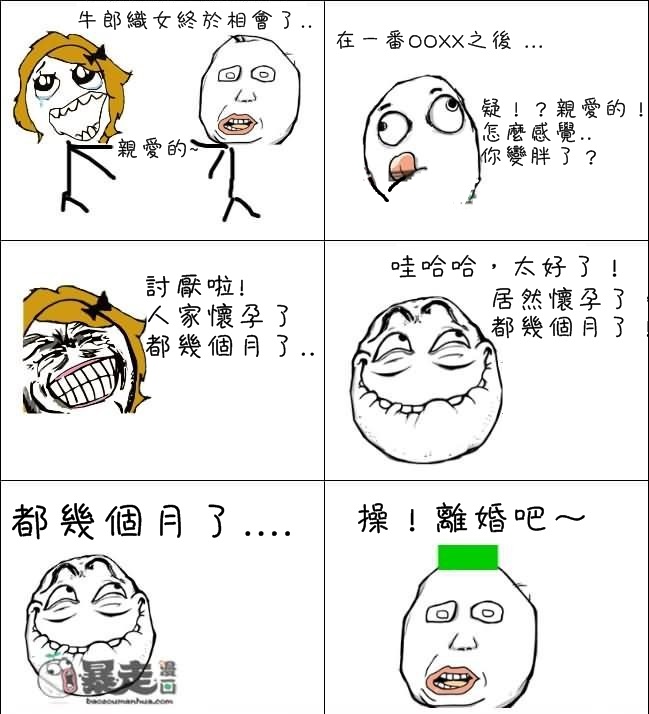 牛郎織女終於相會了..
親愛的~
在一番ooxx之後 ...
疑！？親愛的！
怎麼感覺..
你變胖了？
討厭啦!
人家懷孕了
都幾個月了..
哇哈哈，太好了！
居然懷孕了，
都幾個月了!
都幾個月了....
暴走漫画
baozoumanhua.com
操！離婚吧～